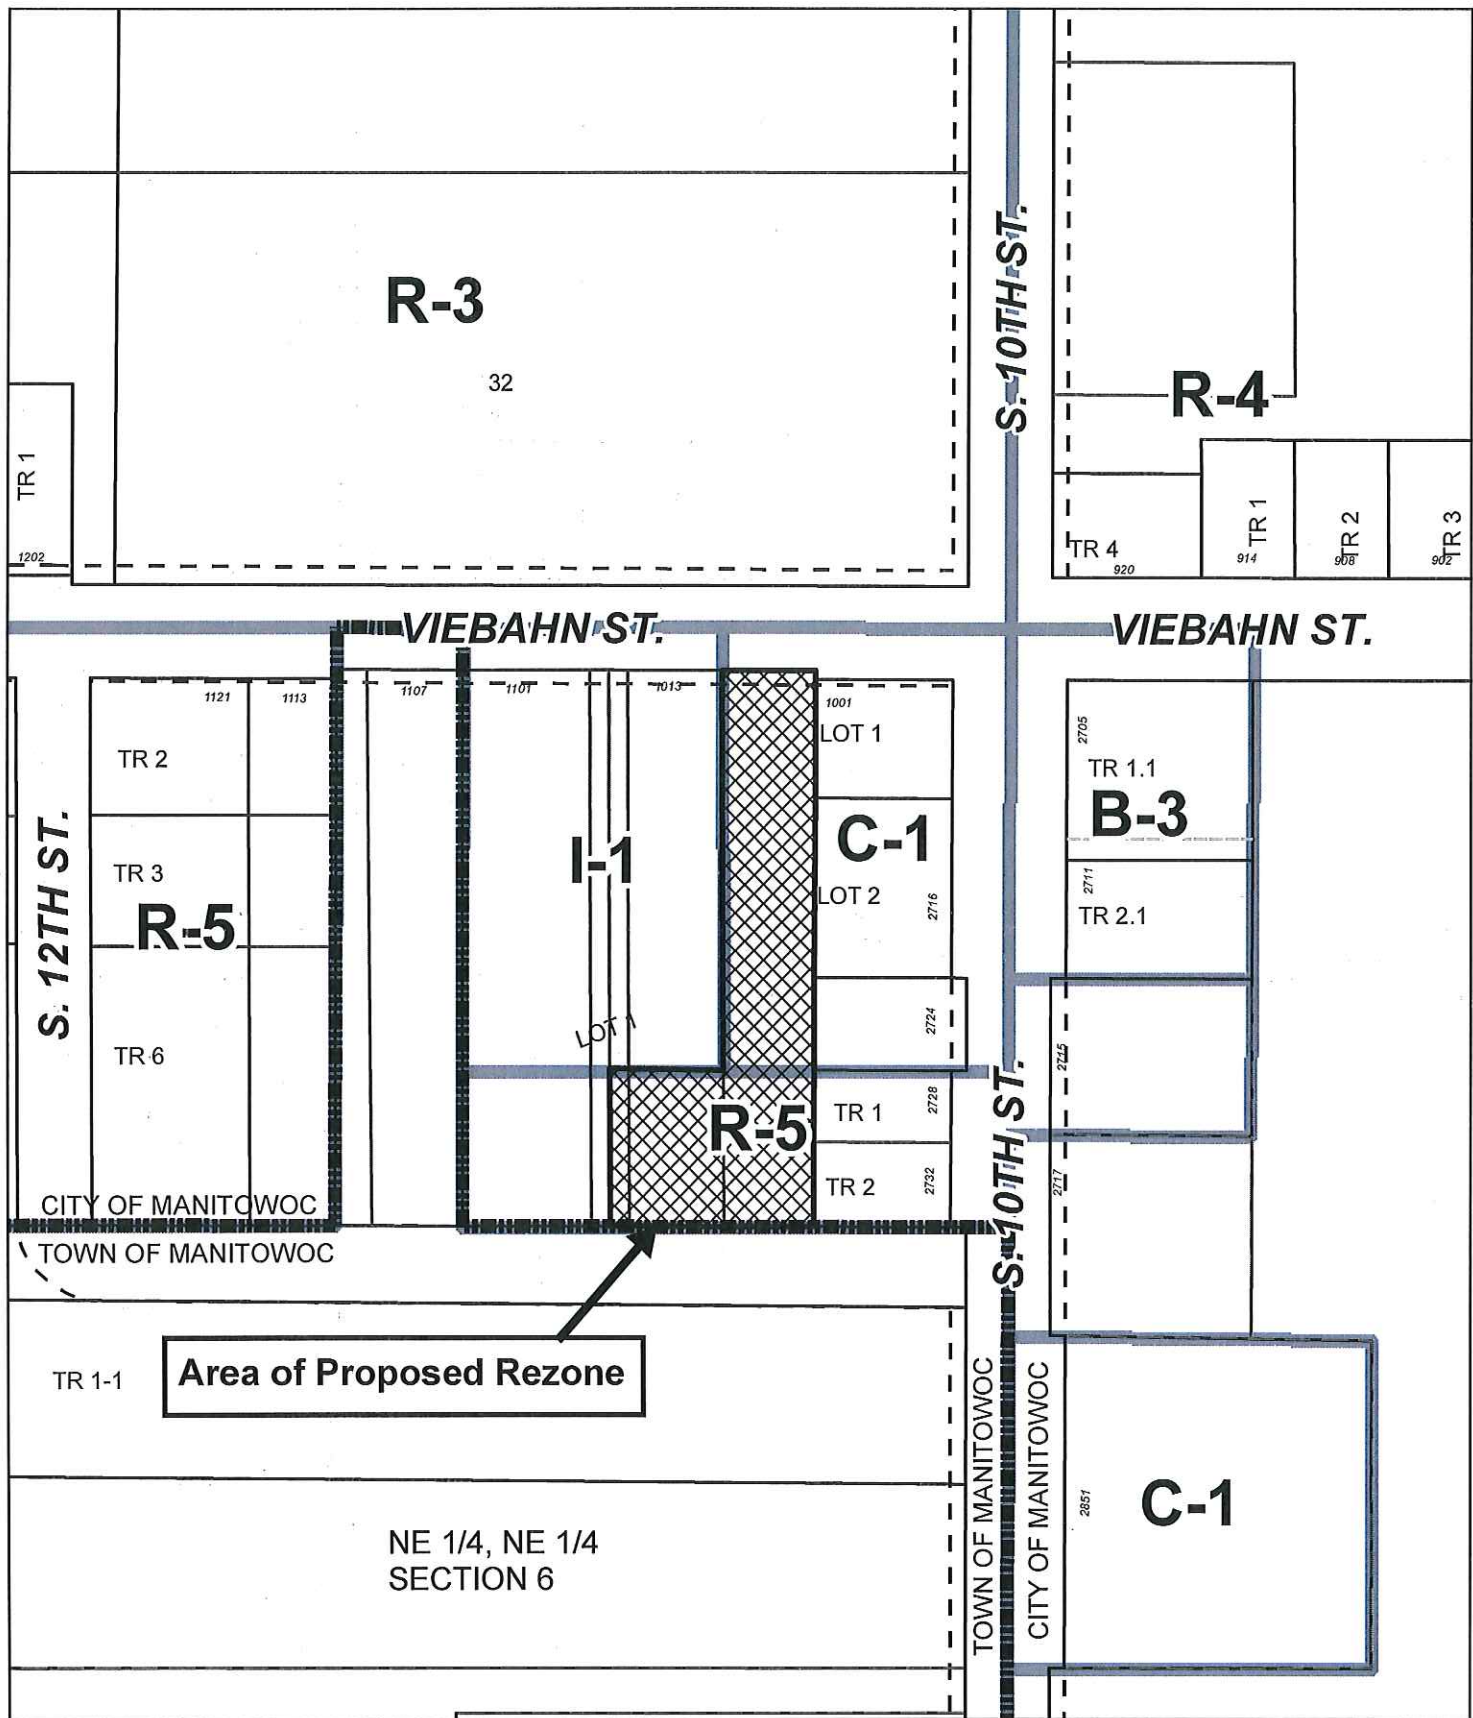 S. 10TH ST.
R-3
32
R-4
TR 1
1202
TR 4
920
TR 1
914
TR 2
908
TR 3
902
VIEBAHN ST.
VIEBAHN ST.
1121
1113
1107
1101
1013
1001
LOT 1
TR 2
2705
TR 1.1
B-3
S. 12TH ST.
I-1
C-1
TR 3
R-5
LOT 2
2716
2711
TR 2.1
LOT 1
2724
TR 6
2715
R-5
TR 1
2728
S. 10TH ST.
TR 2
2732
2717
CITY OF MANITOWOC
TOWN OF MANITOWOC
Area of Proposed Rezone
TR 1-1
TOWN OF MANITOWOC
CITY OF MANITOWOC
2851
C-1
NE 1/4, NE 1/4
SECTION 6